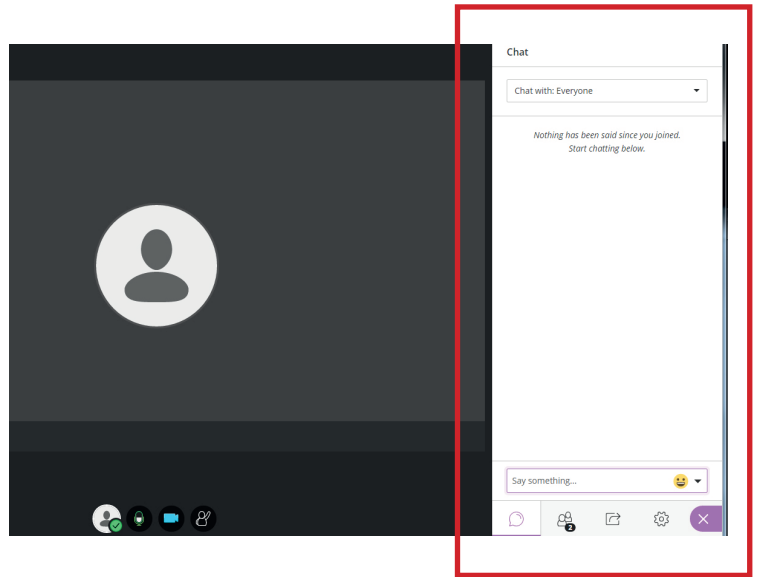 Chat
Chat with: Everyone
Nothing has been said since you joined.
Start chatting below.
Say something...
2